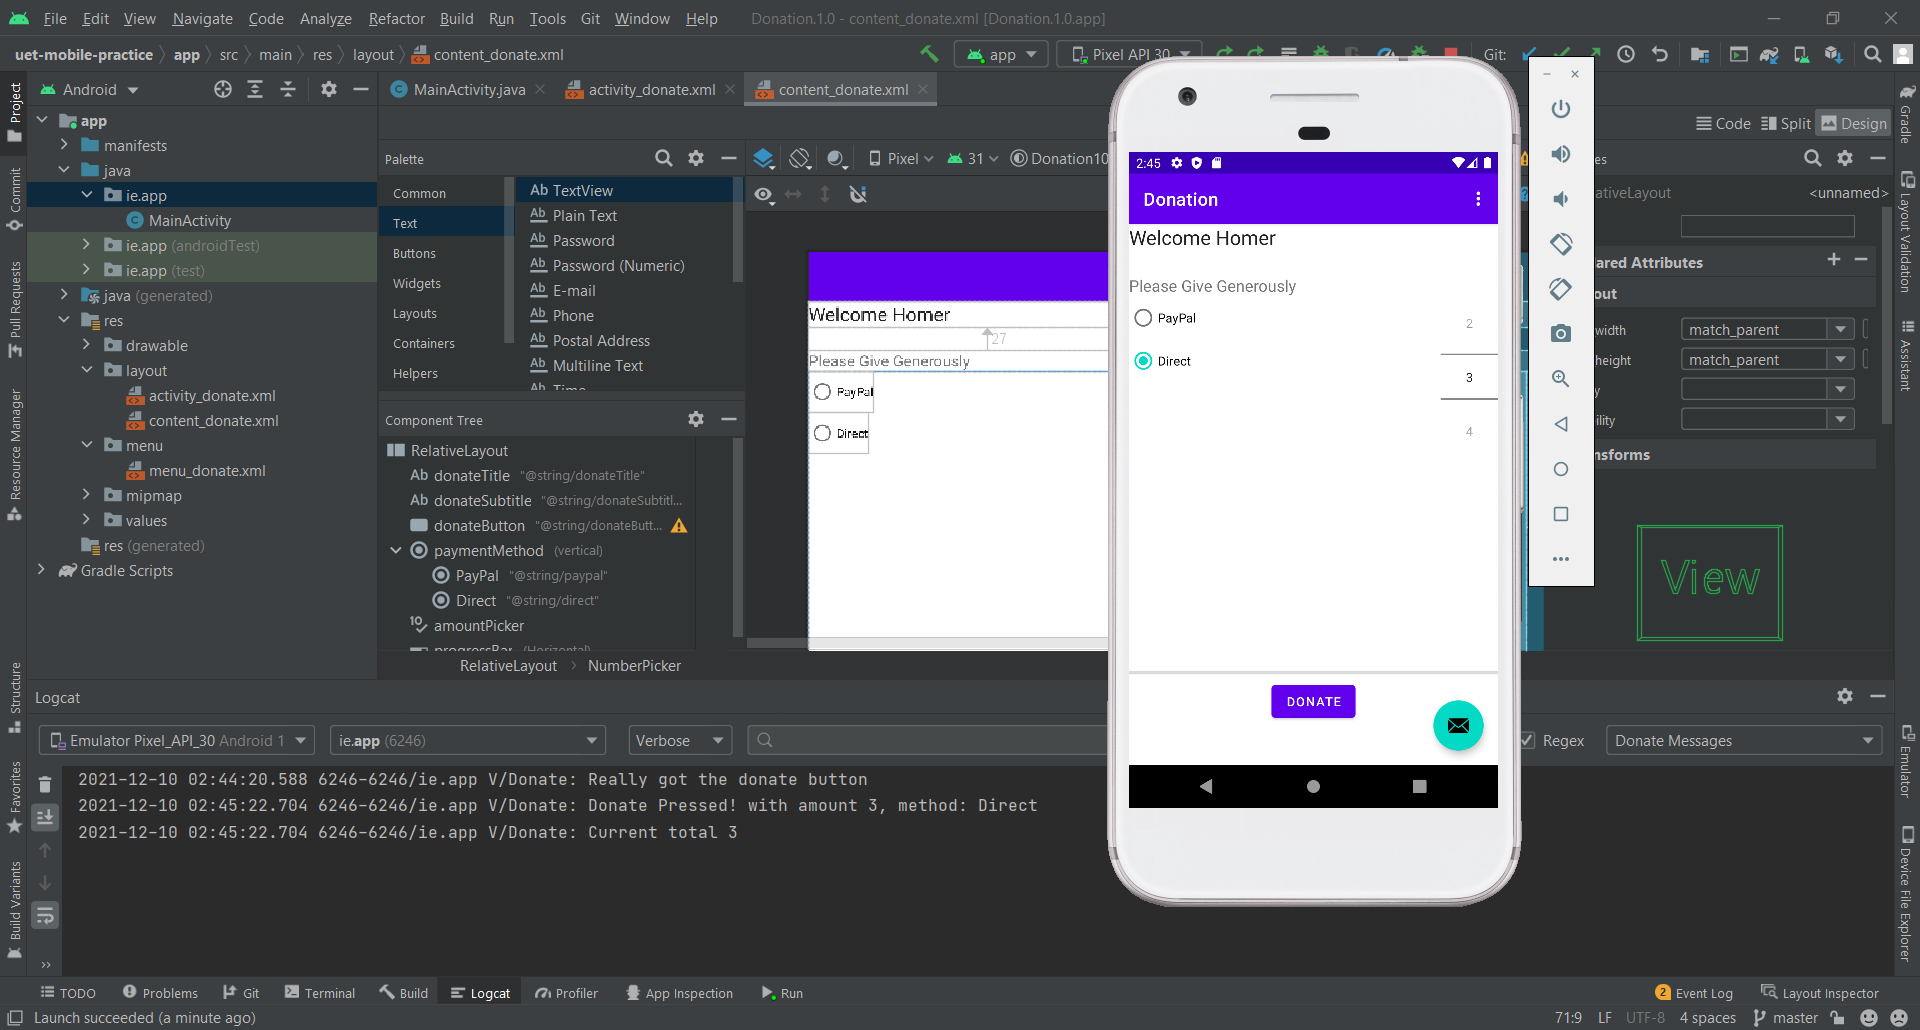 File Edit View Navigate Code Analyze Refactor Build Run Tools Git Window Help Donation.1.0 - content_donate.xml [Donation.1.0.app]
uet-mobile-practice app src main res layout content_donate.xml app Pixel API 30 Git:
Android MainActivity.java activity_donate.xml content_donate.xml
Code Split Design
Project
Commit
Pull Requests
Resource Manager
Structure
Favorites
Build Variants
app
manifests
java
ie.app
MainActivity
ie.app (androidTest)
ie.app (test)
java (generated)
res
drawable
layout
activity_donate.xml
content_donate.xml
menu
menu_donate.xml
mipmap
values
res (generated)
Gradle Scripts
Palette
Common
Text
Buttons
Widgets
Layouts
Containers
Helpers
Ab TextView
Ab Plain Text
Ab Password
Ab Password (Numeric)
Ab E-mail
Ab Phone
Ab Postal Address
Ab Multiline Text
Ab Time
Component Tree
RelativeLayout
Ab donateTitle "@string/donateTitle"
Ab donateSubtitle "@string/donateSubtitl...
donateButton "@string/donateButt...
paymentMethod (vertical)
PayPal "@string/paypal"
Direct "@string/direct"
amountPicker
progressBar (Horizontal)
RelativeLayout NumberPicker
Pixel 31 Donation10
Welcome Homer
27
Please Give Generously
PayPal
Direct
2:45
Donation
Welcome Homer
Please Give Generously
PayPal
Direct
2
3
4
DONATE
es
lativeLayout <unnamed>
ared Attributes
out
width match_parent
height match_parent
y
ility
nsforms
View
Gradle
Layout Validation
Assistant
Emulator
Device File Explorer
Logcat
Emulator Pixel_API_30 Android 1 ie.app (6246) Verbose Regex Donate Messages
2021-12-10 02:44:20.588 6246-6246/ie.app V/Donate: Really got the donate button
2021-12-10 02:45:22.704 6246-6246/ie.app V/Donate: Donate Pressed! with amount 3, method: Direct
2021-12-10 02:45:22.704 6246-6246/ie.app V/Donate: Current total 3
TODO Problems Git Terminal Build Logcat Profiler App Inspection Run 2 Event Log Layout Inspector
Launch succeeded (a minute ago) 71:9 LF UTF-8 4 spaces master